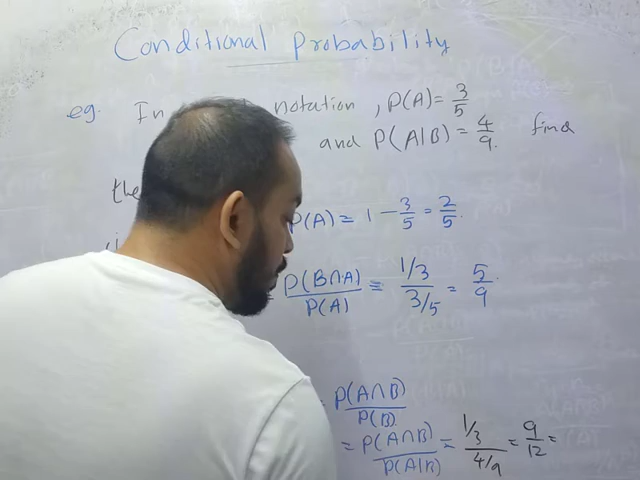 Conditional Probability
eg. In notation, P(A) = 3/5
and P(A|B) = 4/9. find
the
P(A) = 1 - 3/5 = 2/5.
P(B∩A)/P(A) = 1/3 / 3/5 = 5/9.
P(A∩B)/P(B)
= P(A∩B)/P(A|B) = 1/3 / 4/9 = 9/12 =